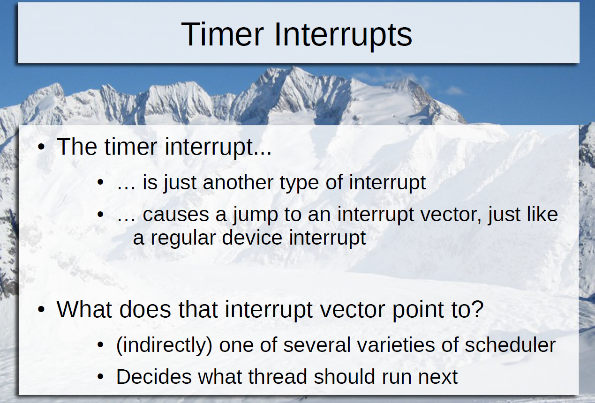 Timer Interrupts
• The timer interrupt...
• … is just another type of interrupt
• … causes a jump to an interrupt vector, just like
a regular device interrupt
• What does that interrupt vector point to?
• (indirectly) one of several varieties of scheduler
• Decides what thread should run next